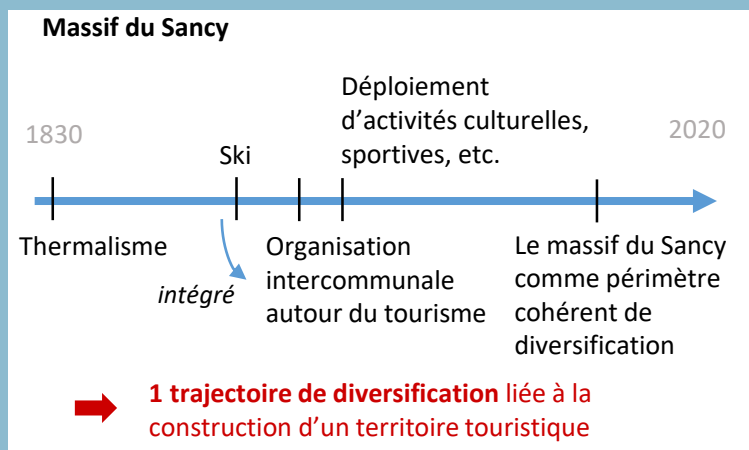 Massif du Sancy
Déploiement
d'activités culturelles,
sportives, etc.
1830
2020
Ski
Thermalisme
intégré
Organisation
intercommunale
autour du tourisme
Le massif du Sancy
comme périmètre
cohérent de
diversification
1 trajectoire de diversification liée à la
construction d'un territoire touristique